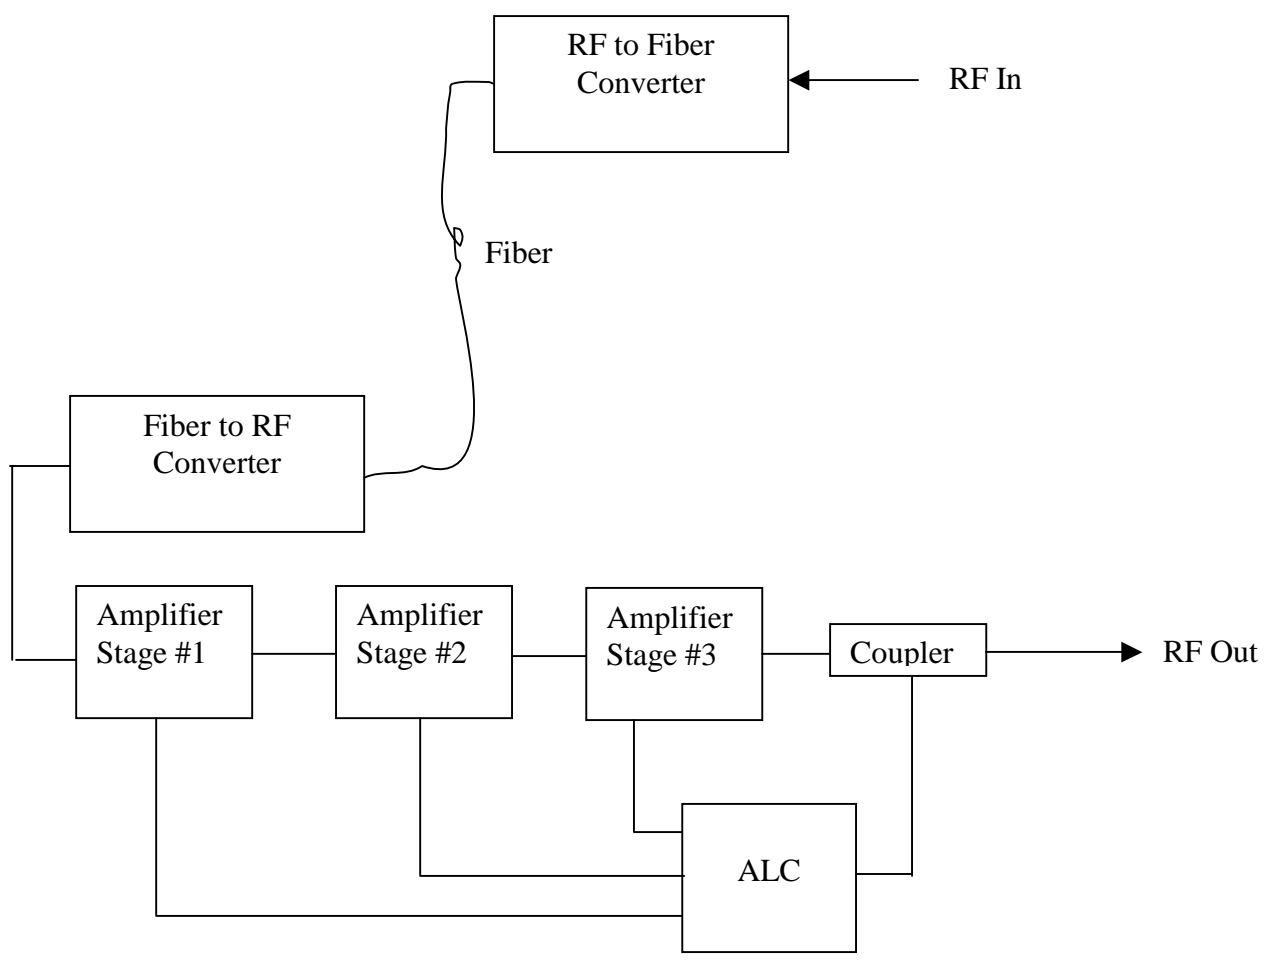 RF to Fiber
Converter
RF In
Fiber
Fiber to RF
Converter
Amplifier
Stage #1
Amplifier
Stage #2
Amplifier
Stage #3
Coupler
RF Out
ALC